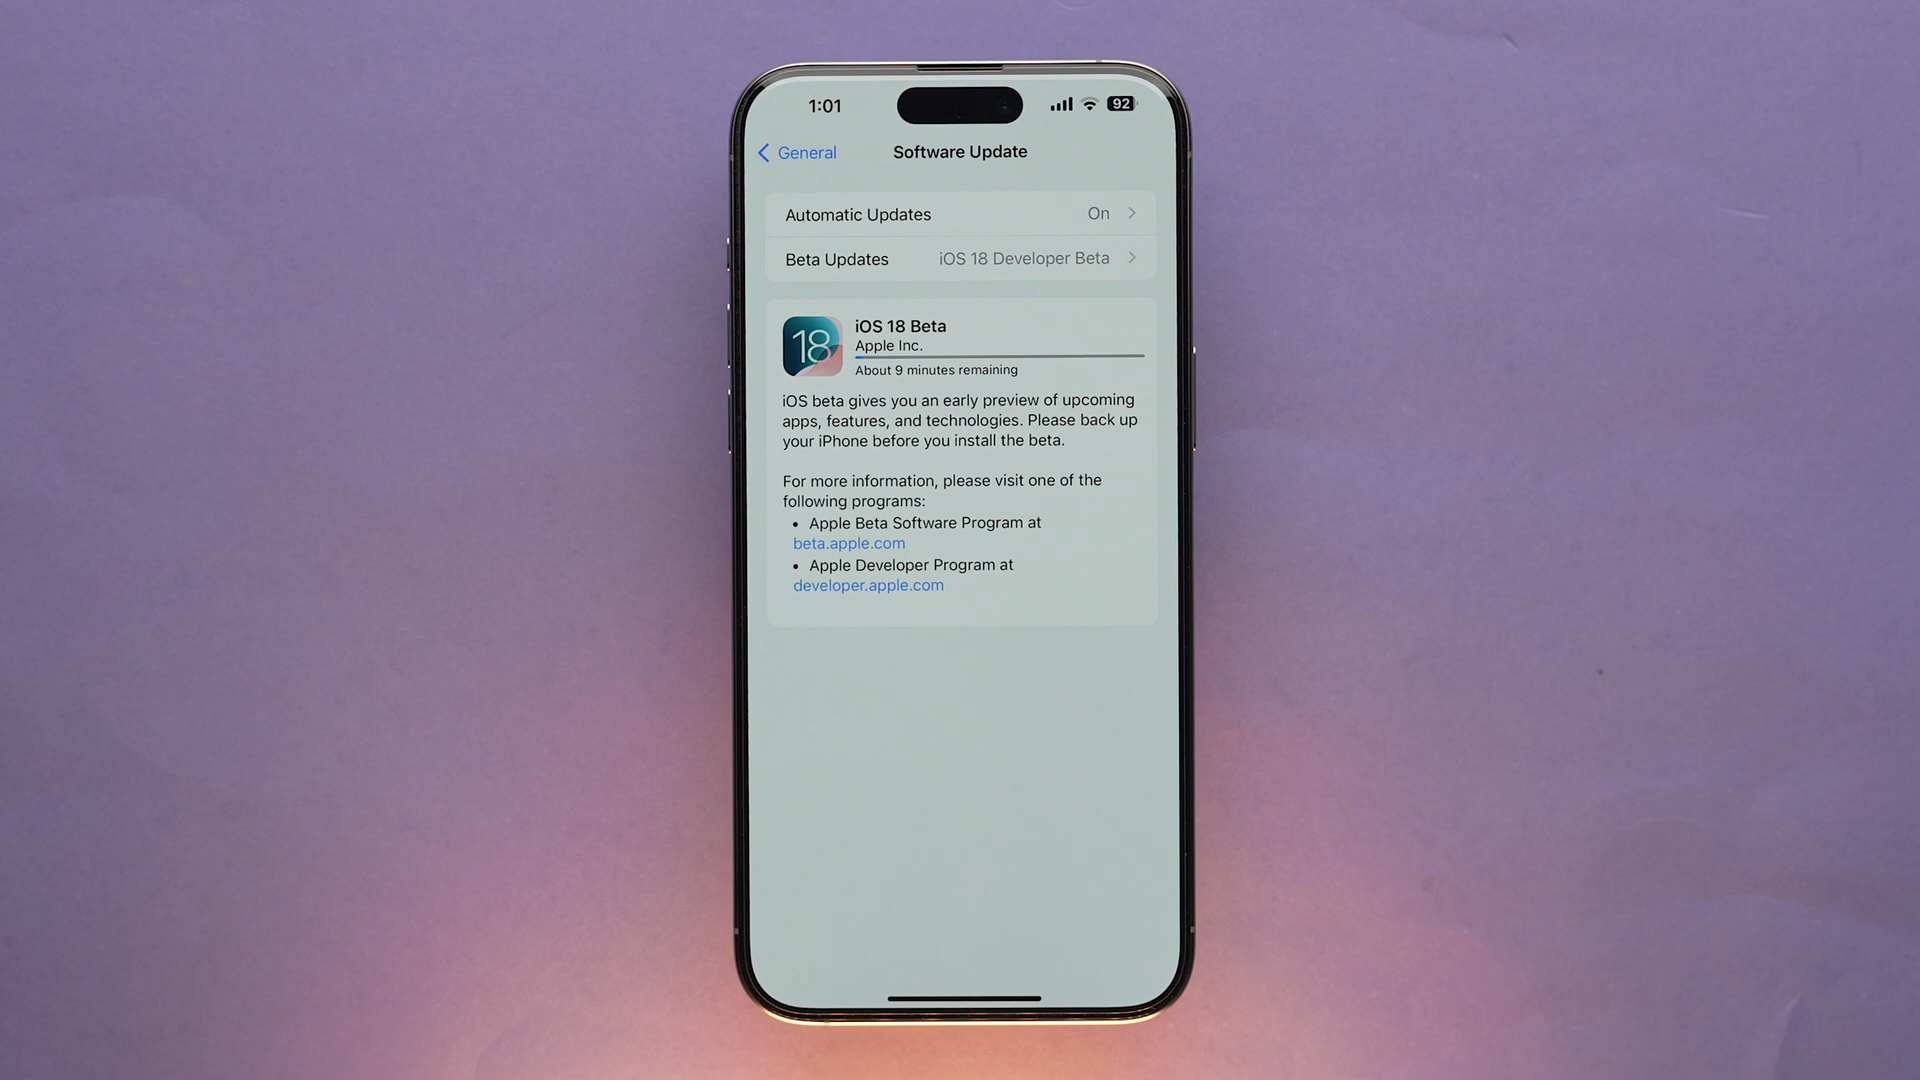 1:01 92
General Software Update
Automatic Updates On
Beta Updates iOS 18 Developer Beta
18
iOS 18 Beta
Apple Inc.
About 9 minutes remaining
iOS beta gives you an early preview of upcoming
apps, features, and technologies. Please back up
your iPhone before you install the beta.
For more information, please visit one of the
following programs:
• Apple Beta Software Program at
beta.apple.com
• Apple Developer Program at
developer.apple.com